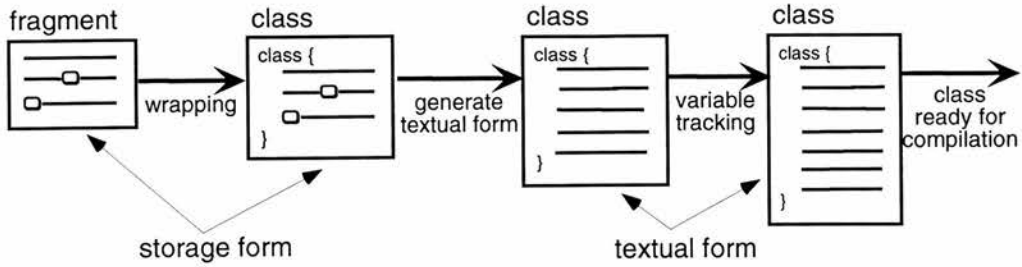 fragment
class
class
class
class {
}
class {
}
class {
}
wrapping
generate
textual form
variable
tracking
class
ready for
compilation
storage form
textual form